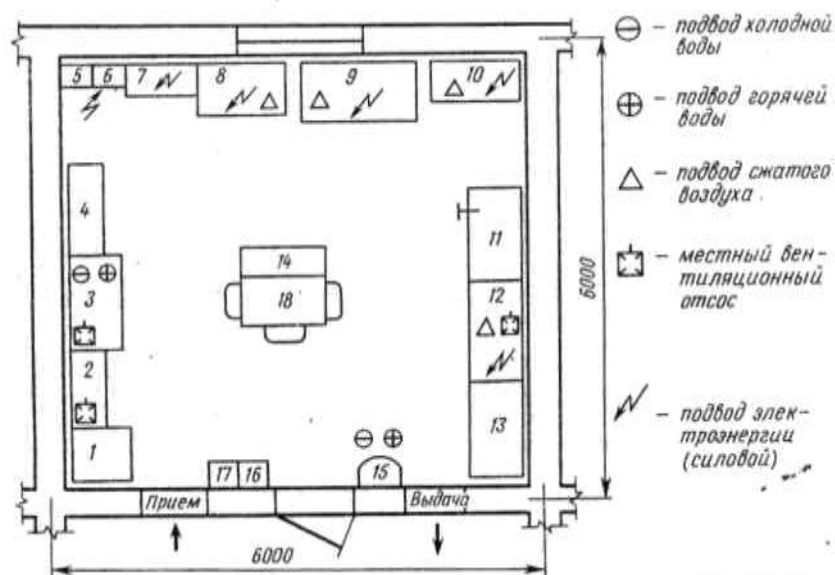 5 6 7 8 9 10
4
3
2
1
14
18
11
12
13
17 16 15
Прием
Выдача
6000
6000
– подвод холодной
воды
– подвод горячей
воды
– подвод сжатого
воздуха
– местный вен-
тиляционный
отсос
– подвод элек-
троэнергии
(силовой)